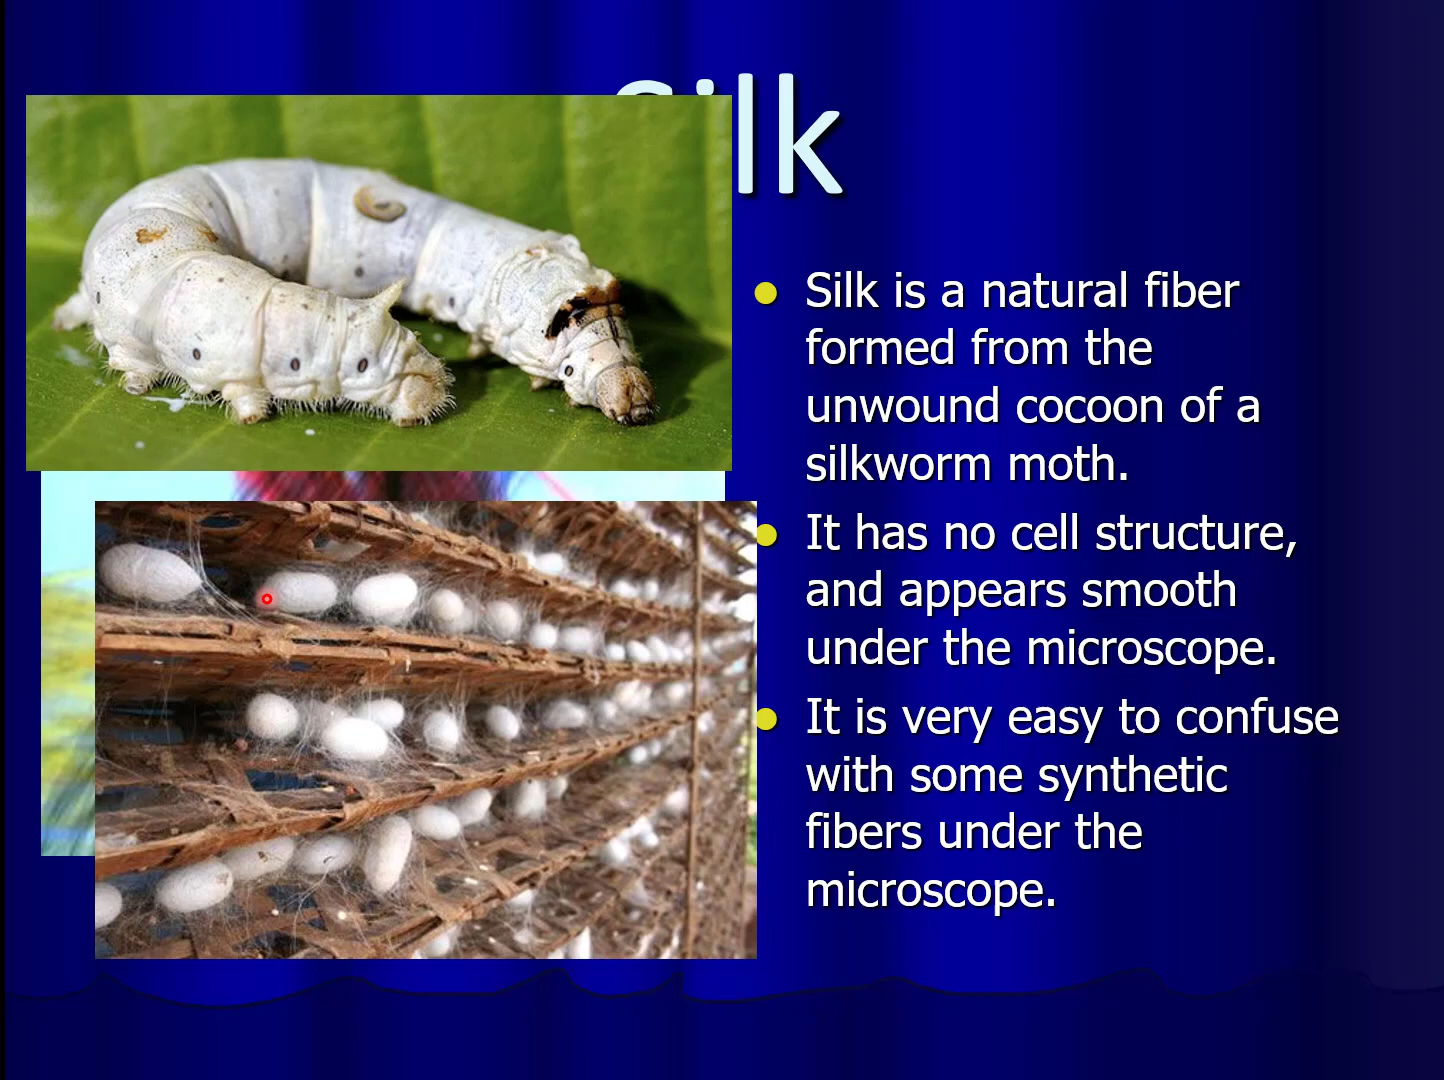 Silk
Silk is a natural fiber
formed from the
unwound cocoon of a
silkworm moth.
It has no cell structure,
and appears smooth
under the microscope.
It is very easy to confuse
with some synthetic
fibers under the
microscope.